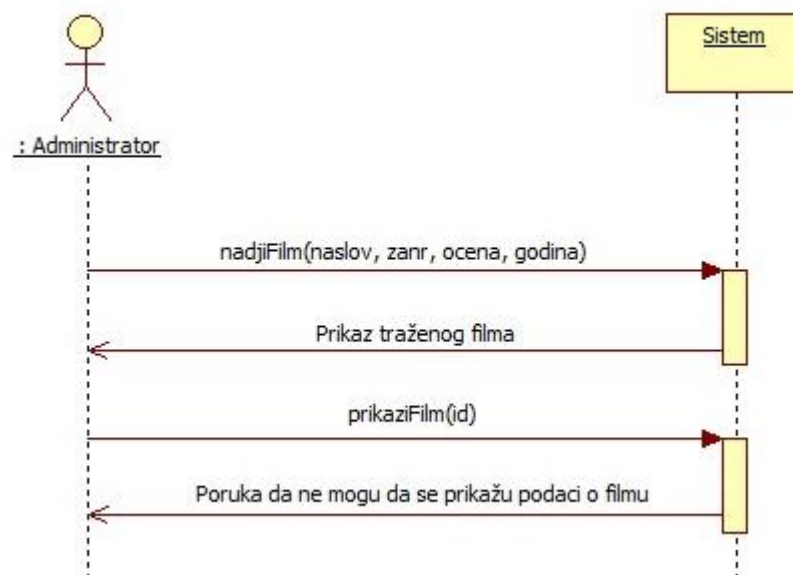 Sistem
: Administrator
nadjiFilm(naslov, zanr, ocena, godina)
Prikaz traženog filma
prikaziFilm(id)
Poruka da ne mogu da se prikažu podaci o filmu